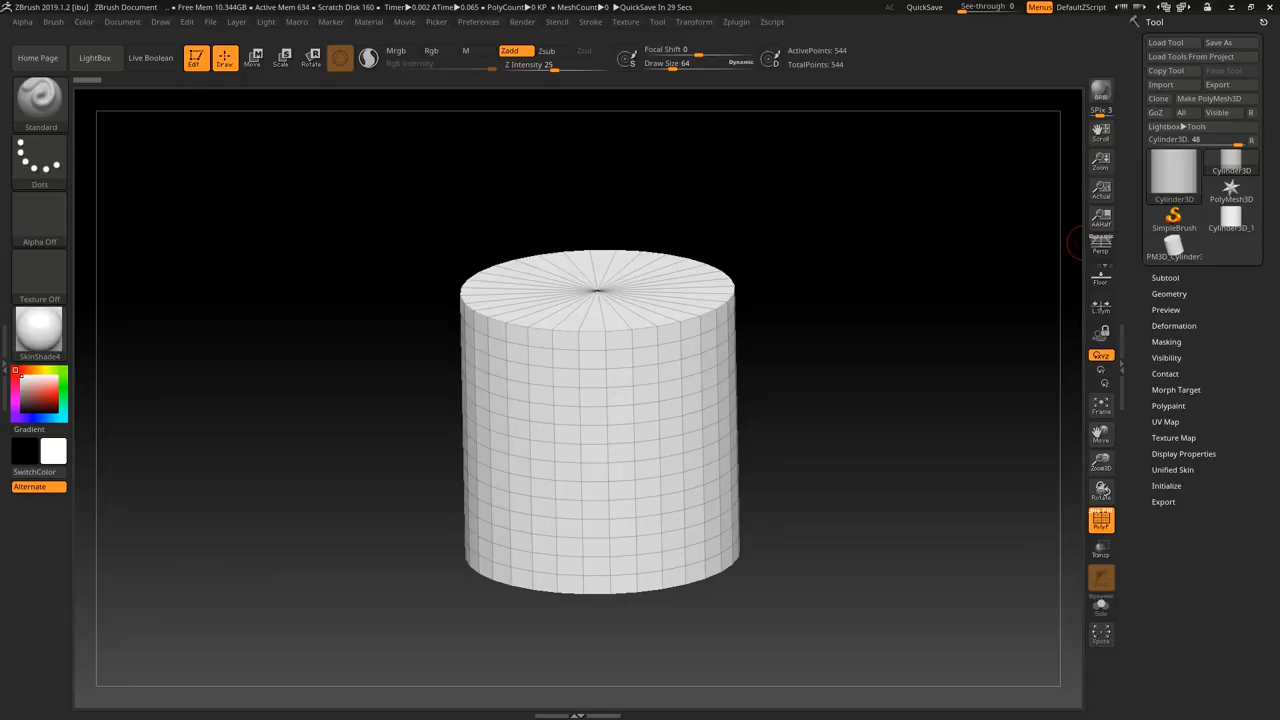 ZBrush 2019.1.2 [ibu] ZBrush Document .. • Free Mem 10.344GB • Active Mem 634 • Scratch Disk 160 • Timer▶0.002 ATime▶0.065 • PolyCount▶0 KP • MeshCount▶0 ▶QuickSave In 29 Secs AC QuickSave See-through 0 Menus DefaultZScript
Alpha Brush Color Document Draw Edit File Layer Light Macro Marker Material Movie Picker Preferences Render Stencil Stroke Texture Tool Transform Zplugin Zscript
Home Page LightBox Live Boolean Edit Draw Move Scale Rotate
Mrgb Rgb M Zadd Zsub Zcut
Rgb Intensity Z Intensity 25
Focal Shift 0
Draw Size 64 Dynamic
ActivePoints: 544
TotalPoints: 544
Standard
Dots
Alpha Off
Texture Off
SkinShade4
Gradient
SwitchColor
Alternate
BPR
SPix 3
Scroll
Zoom
Actual
AAHalf
Dynamic
Persp
Floor
L.Sym
XYZ
Frame
Move
Zoom3D
Rotate
PolyF
Transp
Dynamic
Solo
Xpose
Tool
Load Tool Save As
Load Tools From Project
Copy Tool Paste Tool
Import Export
Clone Make PolyMesh3D
GoZ All Visible R
Lightbox▶Tools
Cylinder3D. 48 R
Cylinder3D Cylinder3D
PolyMesh3D
SimpleBrush Cylinder3D_1
PM3D_Cylinder3
Subtool
Geometry
Preview
Deformation
Masking
Visibility
Contact
Morph Target
Polypaint
UV Map
Texture Map
Display Properties
Unified Skin
Initialize
Export